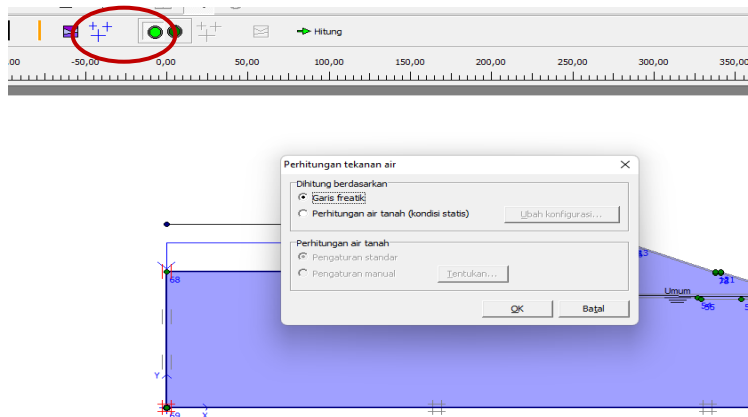 Hitung
00 -50,00 0,00 50,00 100,00 150,00 200,00 250,00 300,00 350,00
Perhitungan tekanan air
Dihitung berdasarkan
Garis freatik
Perhitungan air tanah (kondisi statis)
Ubah konfigurasi...
Perhitungan air tanah
Pengaturan standar
Pengaturan manual
Tentukan...
OK
Batal
68
Umum
Y
X
69